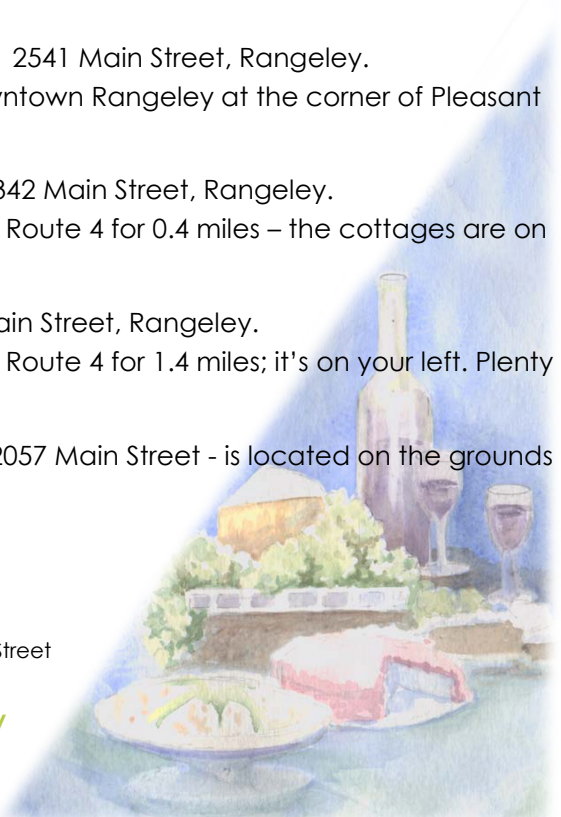 2541 Main Street, Rangeley.
ntown Rangeley at the corner of Pleasant
342 Main Street, Rangeley.
Route 4 for 0.4 miles – the cottages are on
ain Street, Rangeley.
Route 4 for 1.4 miles; it’s on your left. Plenty
2057 Main Street - is located on the grounds
Street
y